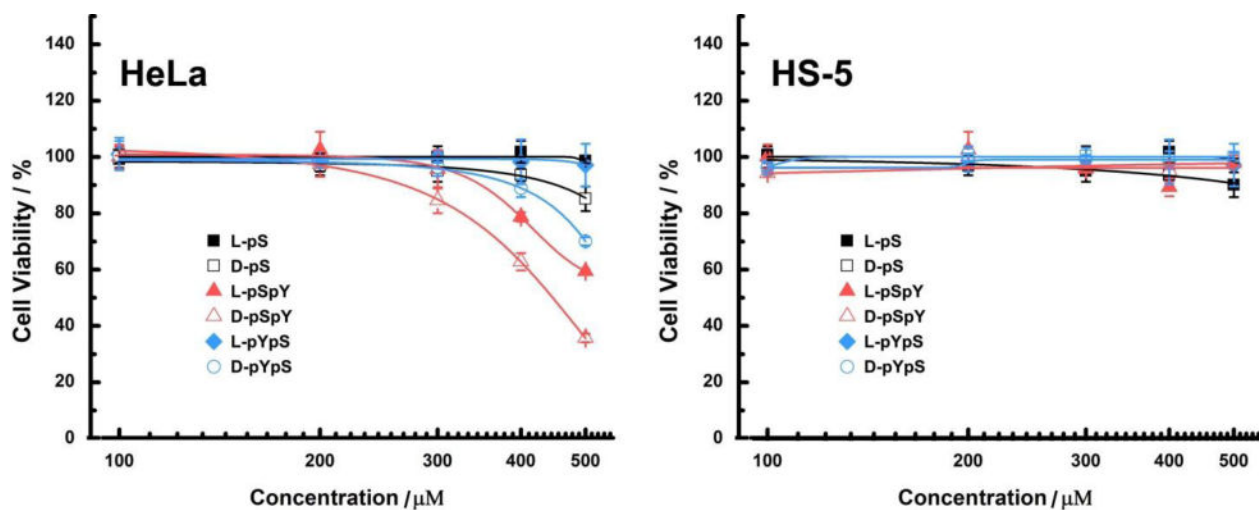 HeLa
Cell Viability / %
140
120
100
80
60
40
20
0
L-pS
D-pS
L-pSpY
D-pSpY
L-pYpS
D-pYpS
100
200
300
400
500
Concentration / μM
HS-5
Cell Viability / %
140
120
100
80
60
40
20
0
L-pS
D-pS
L-pSpY
D-pSpY
L-pYpS
D-pYpS
100
200
300
400
500
Concentration / μM